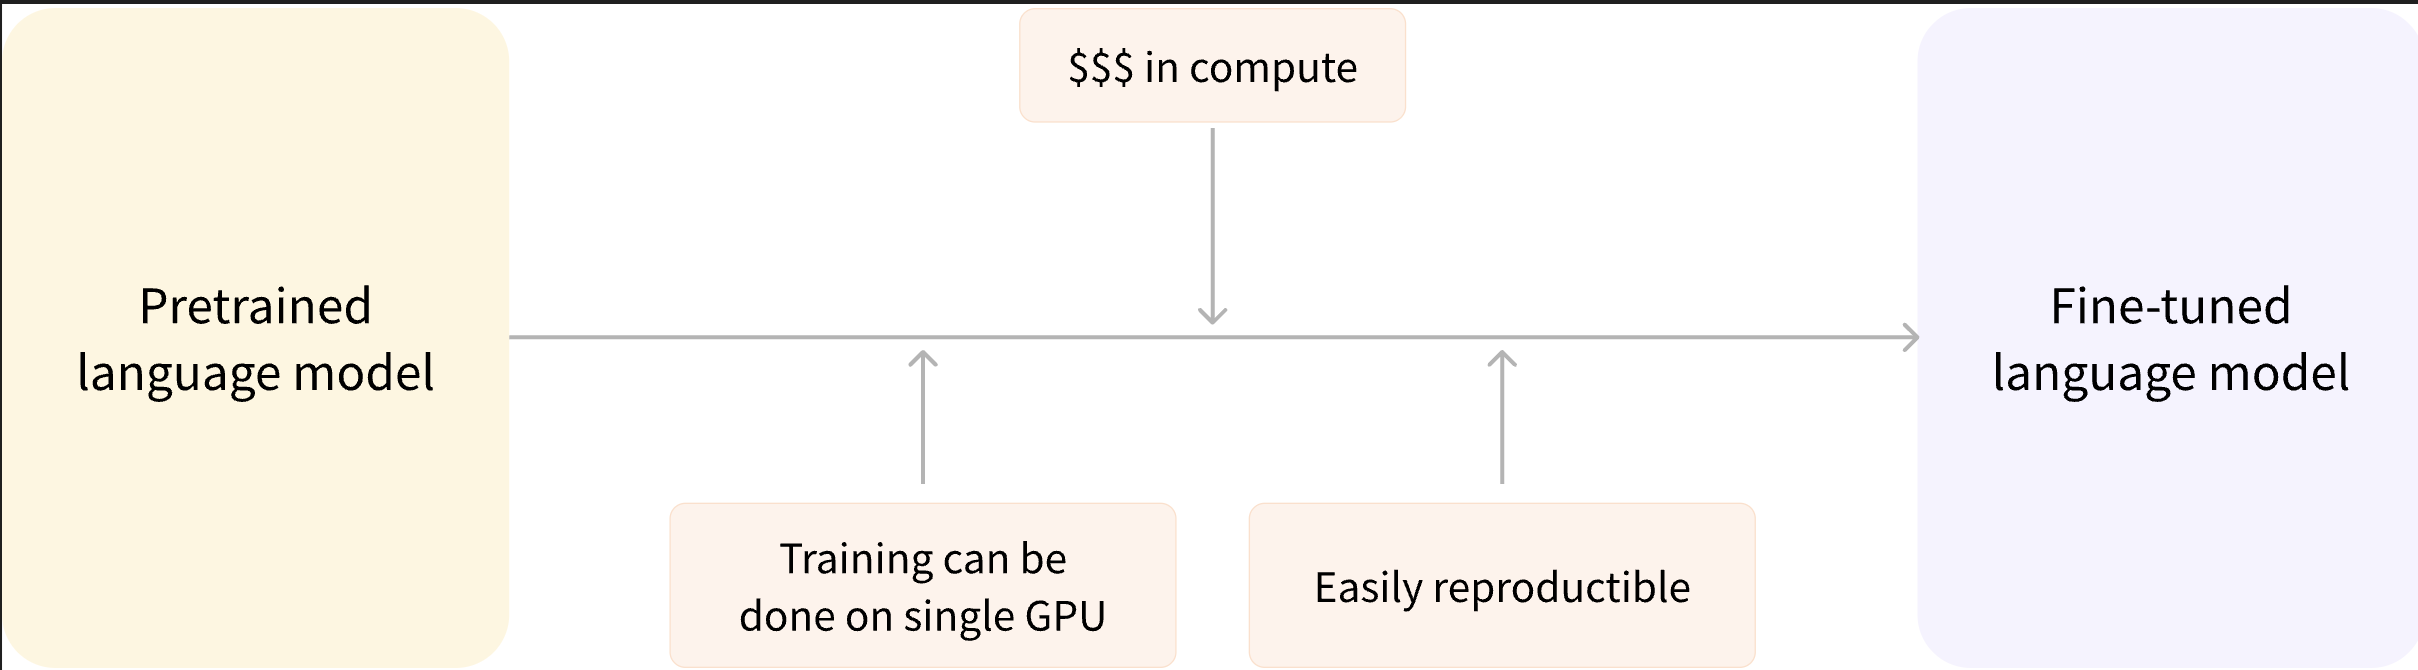 $$$ in compute
Pretrained
language model
Fine-tuned
language model
Training can be
done on single GPU
Easily reproductible